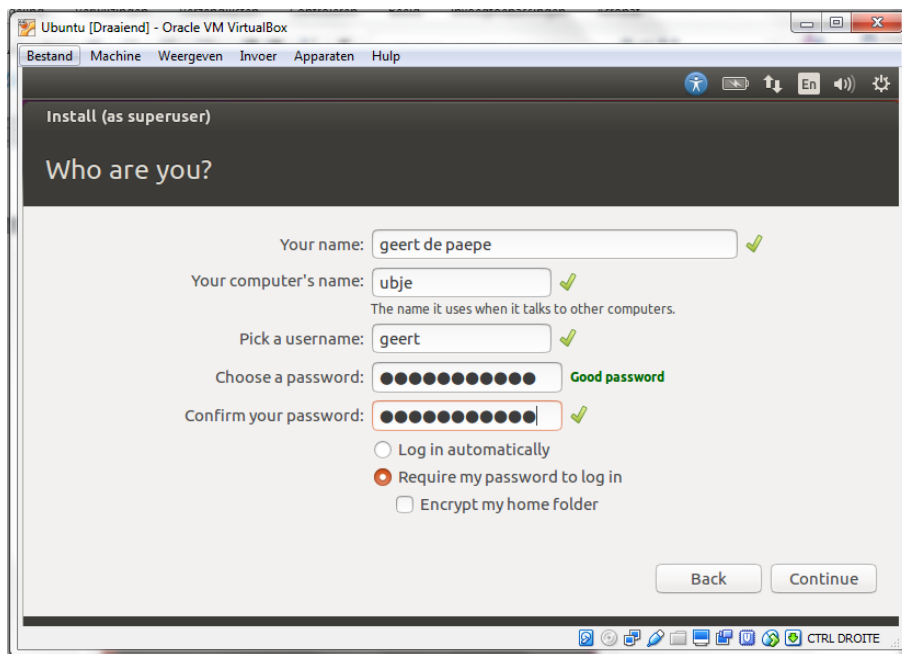 Ubuntu [Draaiend] - Oracle VM VirtualBox
Bestand Machine Weergeven Invoer Apparaten Hulp
En
Install (as superuser)
Who are you?
Your name: geert de paepe
Your computer's name: ubje
The name it uses when it talks to other computers.
Pick a username: geert
Choose a password: ●●●●●●●●●●● Good password
Confirm your password: ●●●●●●●●●●●
Log in automatically
Require my password to log in
Encrypt my home folder
Back Continue
CTRL DROITE